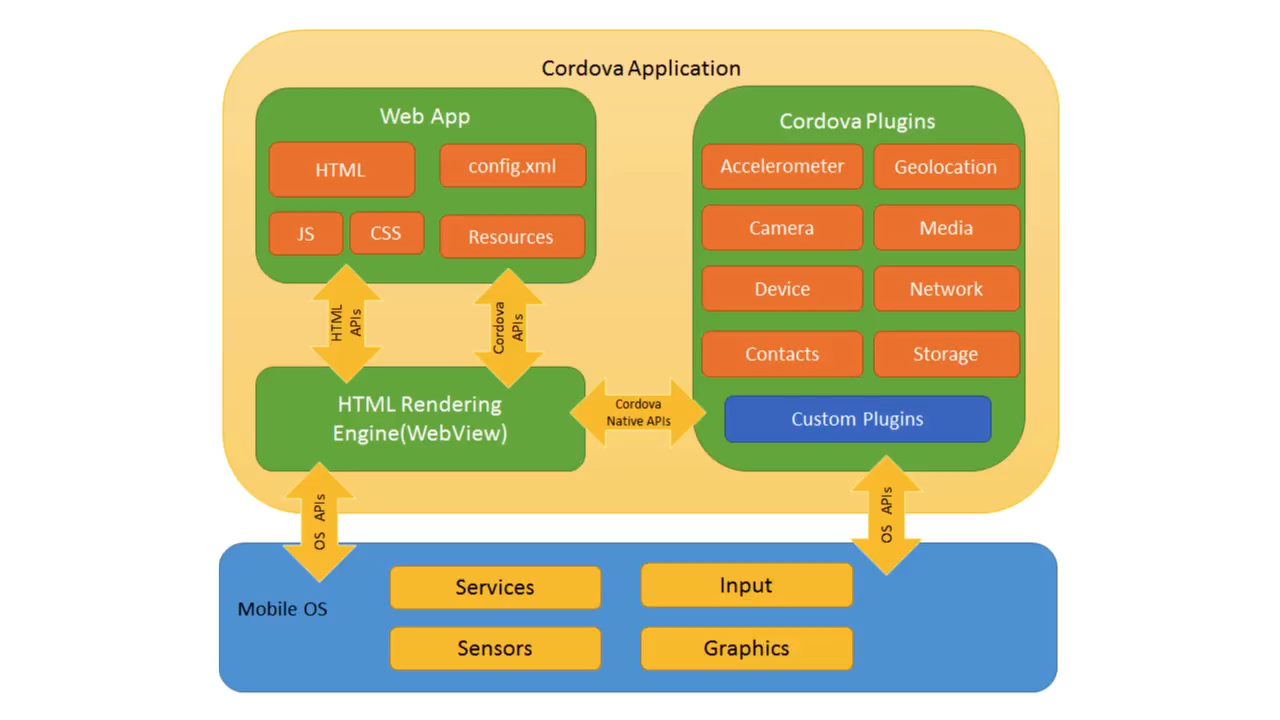 Cordova Application
Web App
HTML
config.xml
JS
CSS
Resources
HTML
APIs
Cordova
APIs
HTML Rendering
Engine(WebView)
Cordova
Native APIs
Cordova Plugins
Accelerometer
Geolocation
Camera
Media
Device
Network
Contacts
Storage
Custom Plugins
OS APIs
OS APIs
Mobile OS
Services
Input
Sensors
Graphics